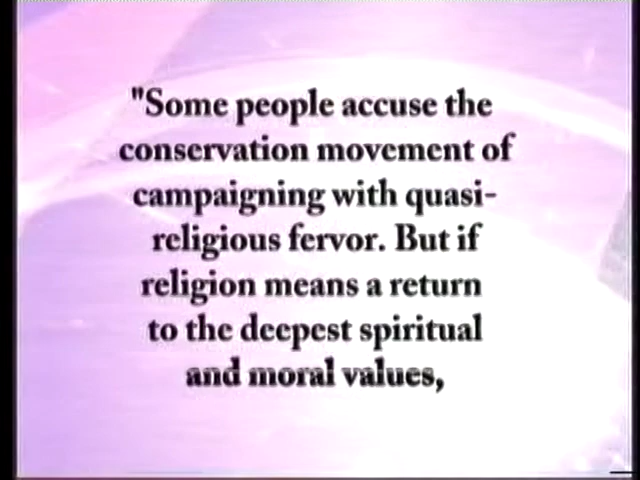 "Some people accuse the
conservation movement of
campaigning with quasi-
religious fervor. But if
religion means a return
to the deepest spiritual
and moral values,